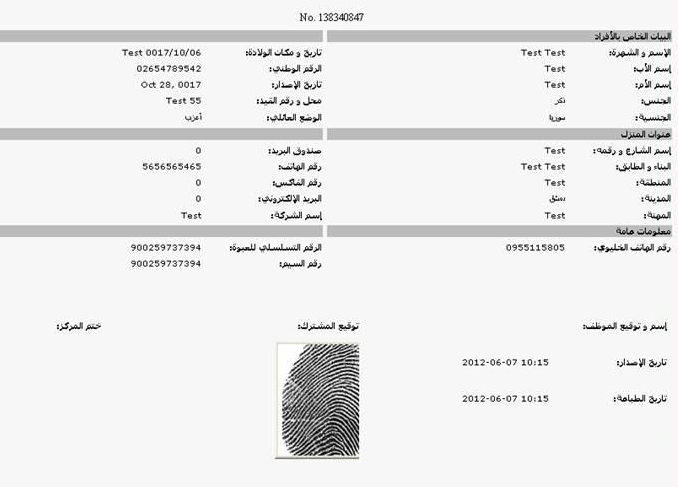 No. 138340847
البيات الخاص بالأفراد
الإسم و الشهرة: Test Test تاريخ و مكات الولادة: Test 0017/10/06
إسم الأب: Test الرقم الوطني: 02654789542
إسم الأم: Test تاريخ الإصدار: Oct 28, 0017
الجنس: ذكر محل و رقم القيد: Test 55
الجنسية: سوريا الوضع العائلي: أعزب
عنوات المنزل
إسم الشارع و رقمه: Test صندوق البريد: 0
البناء و الطابق: Test Test رقم الهاتف: 5656565465
المنطقة: Test رقم الفاكس: 0
المدينة: دمشق البريد الإلكتروني: 0
المهنة: Test إسم الشركة: Test
معلومات عامة
رقم الهاتف الخليوي: 0955115805 الرقم التسلسلي للعبوة: 900259737394
رقم السيم: 900259737394
إسم و توقيع الموظف: توقيع المشترك: ختم المركز:
تاريخ الإصدار: 2012-06-07 10:15
تاريخ الطباعة: 2012-06-07 10:15